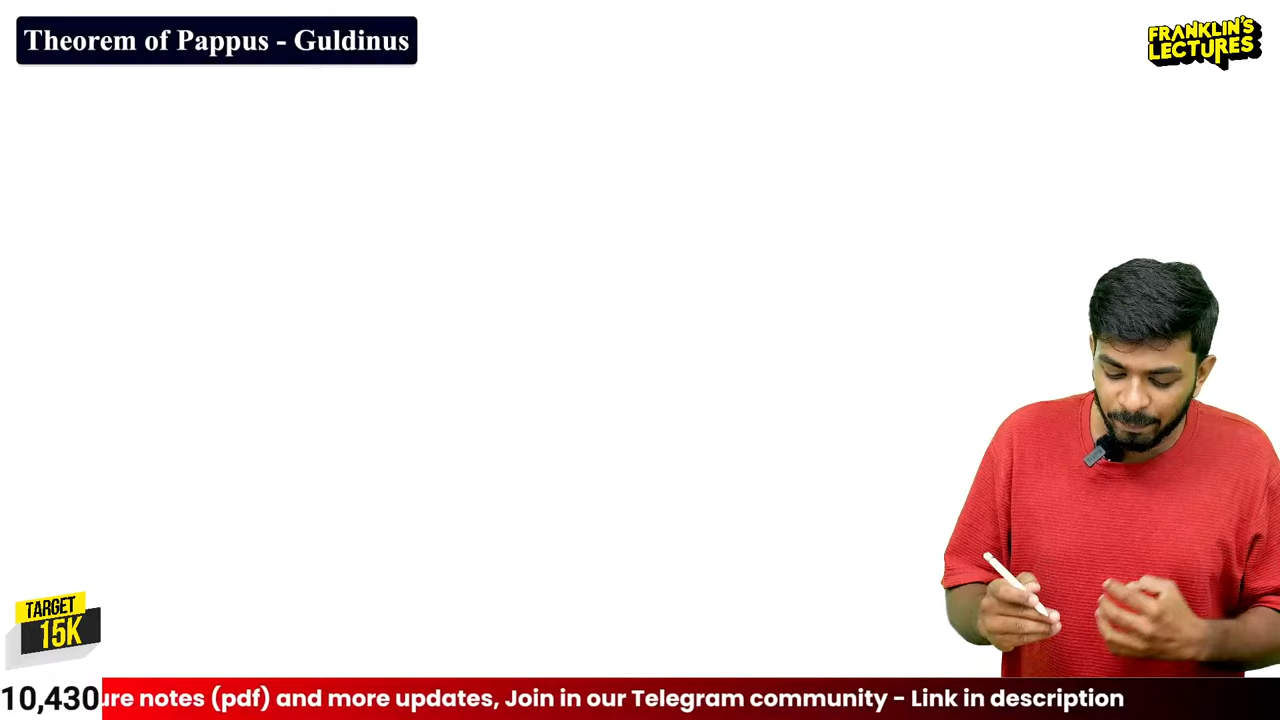 Theorem of Pappus - Guldinus
FRANKLIN'S
LECTURES
TARGET
15K
10,430
ure notes (pdf) and more updates, Join in our Telegram community - Link in description